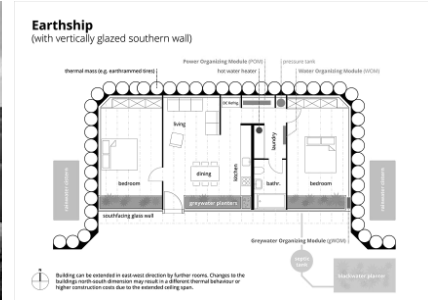 Earthship
(with vertically glazed southern wall)
Power Organizing Module (POM)
pressure tank
thermal mass (e.g. earthrammed tires)
hot water heater
Water Organizing Module (WOM)
living
laundry
bedroom
dining
kitchen
bathr.
bedroom
greywater planters
southfacing glass wall
Greywater Organizing Module (gWOM)
septic
tank
blackwater planter
Building can be extended in east-west direction by further rooms. Changes to the
buildings north-south dimension may result in a different thermal behaviour or
higher construction costs due to the extended ceiling span.